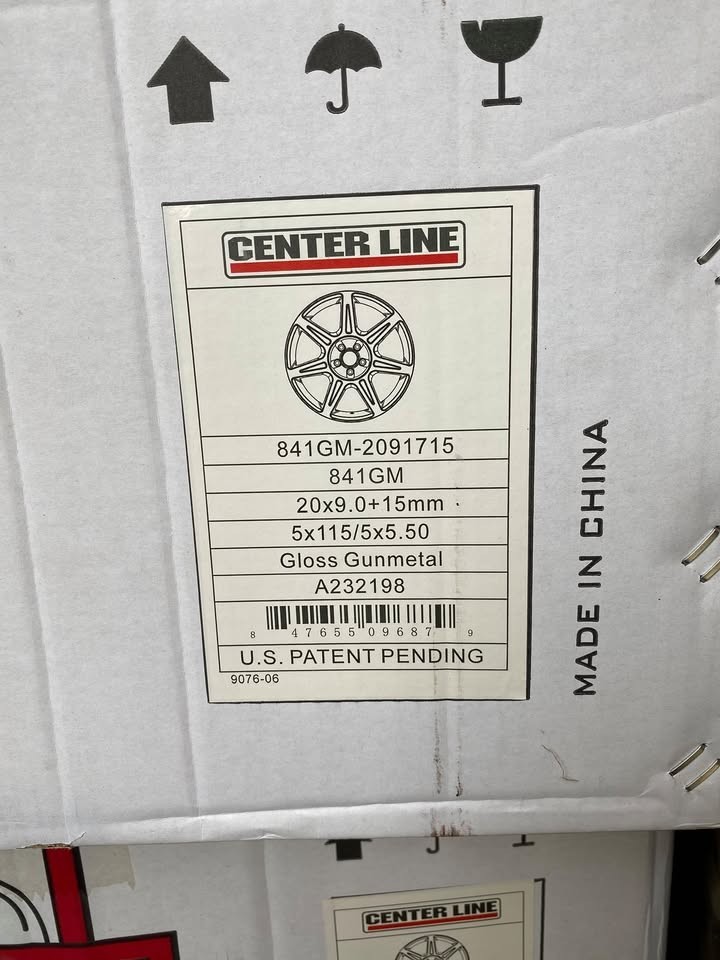 CENTER LINE
841GM-2091715
841GM
20x9.0+15mm
5x115/5x5.50
Gloss Gunmetal
A232198
8 47655 09687 9
U.S. PATENT PENDING
9076-06
MADE IN CHINA
CENTER LINE